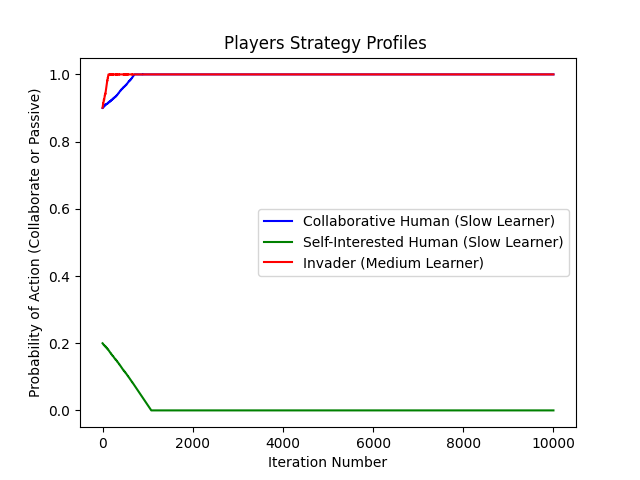 Players Strategy Profiles
Probability of Action (Collaborate or Passive)
1.0
0.8
0.6
0.4
0.2
0.0
Collaborative Human (Slow Learner)
Self-Interested Human (Slow Learner)
Invader (Medium Learner)
0 2000 4000 6000 8000 10000
Iteration Number